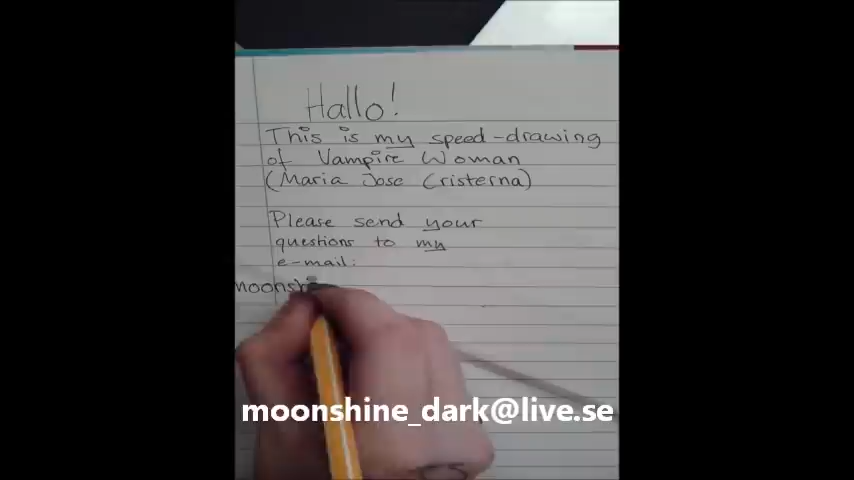 Hallo!
This is my speed-drawing
of Vampire Woman
(Maria Jose Cristerna)
Please send your
questions to my
e-mail:
moonshi
moonshine_dark@live.se